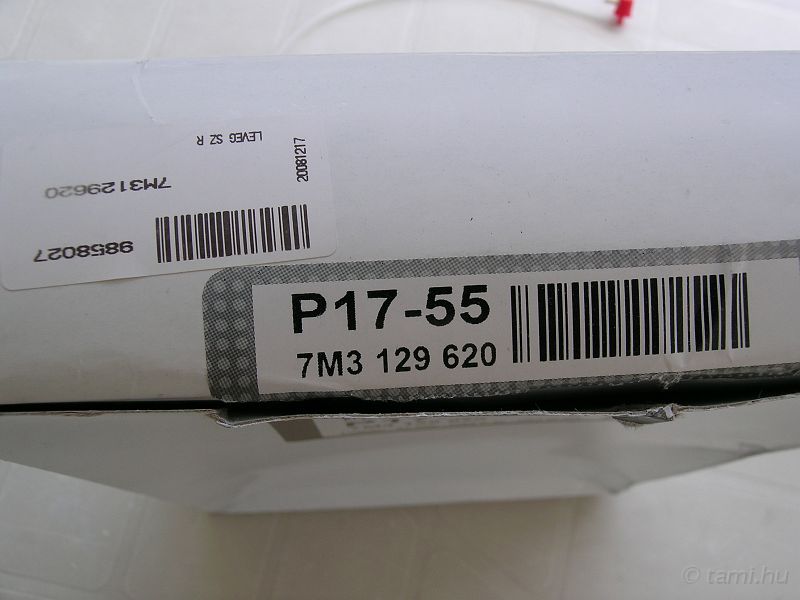 LEVEG SZ R
20081217
7M3129620
9858027
P17-55
7M3 129 620
© tami.hu